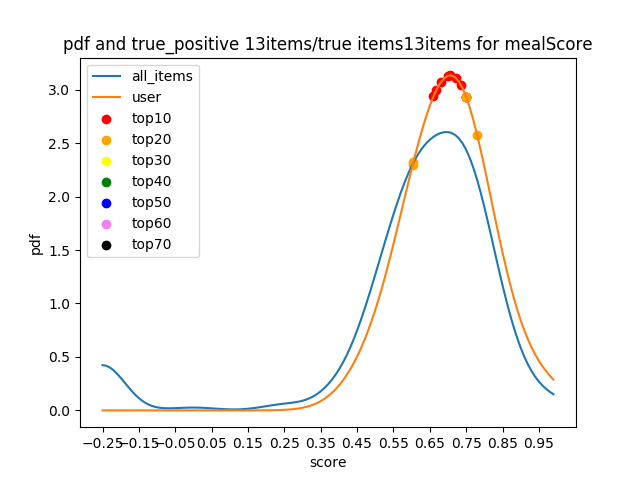 pdf and true_positive 13items/true items13items for mealScore
all_items
user
top10
top20
top30
top40
top50
top60
top70
pdf
3.0
2.5
2.0
1.5
1.0
0.5
0.0
−0.25 −0.15 −0.05 0.05 0.15 0.25 0.35 0.45 0.55 0.65 0.75 0.85 0.95
score